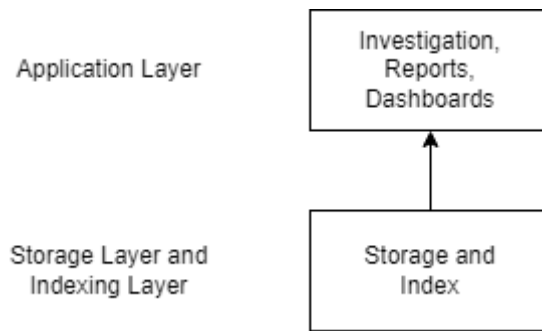 Application Layer
Investigation,
Reports,
Dashboards
Storage Layer and
Indexing Layer
Storage and
Index